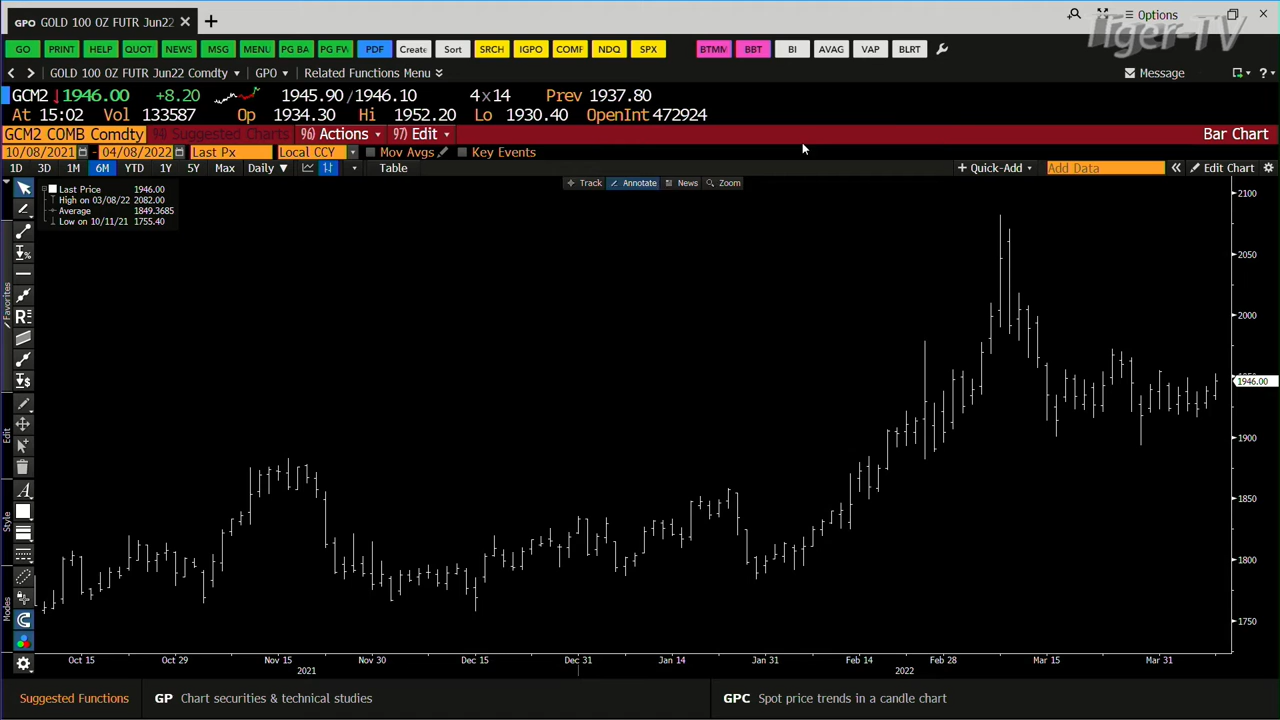 GPO GOLD 100 OZ FUTR Jun22
Options
Tiger-TV
GO PRINT HELP QUOT NEWS MSG MENU PG BA PG FW PDF Create Sort SRCH IGPO COMF NDQ SPX BTMM BBT BI AVAG VAP BLRT
GOLD 100 OZ FUTR Jun22 Comdty GPO Related Functions Menu Message ?
GCM2 1946.00 +8.20 1945.90/1946.10 4x14 Prev 1937.80
At 15:02 Vol 133587 Op 1934.30 Hi 1952.20 Lo 1930.40 OpenInt 472924
GCM2 COMB Comdty 94) Suggested Charts 96) Actions 97) Edit Bar Chart
10/08/2021 - 04/08/2022 Last Px Local CCY Mov Avgs Key Events
1D 3D 1M 6M YTD 1Y 5Y Max Daily Table + Quick-Add Add Data Edit Chart
Track Annotate News Zoom
Last Price 1946.00
High on 03/08/22 2082.00
Average 1849.3685
Low on 10/11/21 1755.40
Favorites
Edit
Style
Modes
2100
2050
2000
1946.00
1900
1850
1800
1750
Oct 15 Oct 29 Nov 15 Nov 30 Dec 15 Dec 31 Jan 14 Jan 31 Feb 14 Feb 28 Mar 15 Mar 31
2021 2022
Suggested Functions GP Chart securities & technical studies GPC Spot price trends in a candle chart